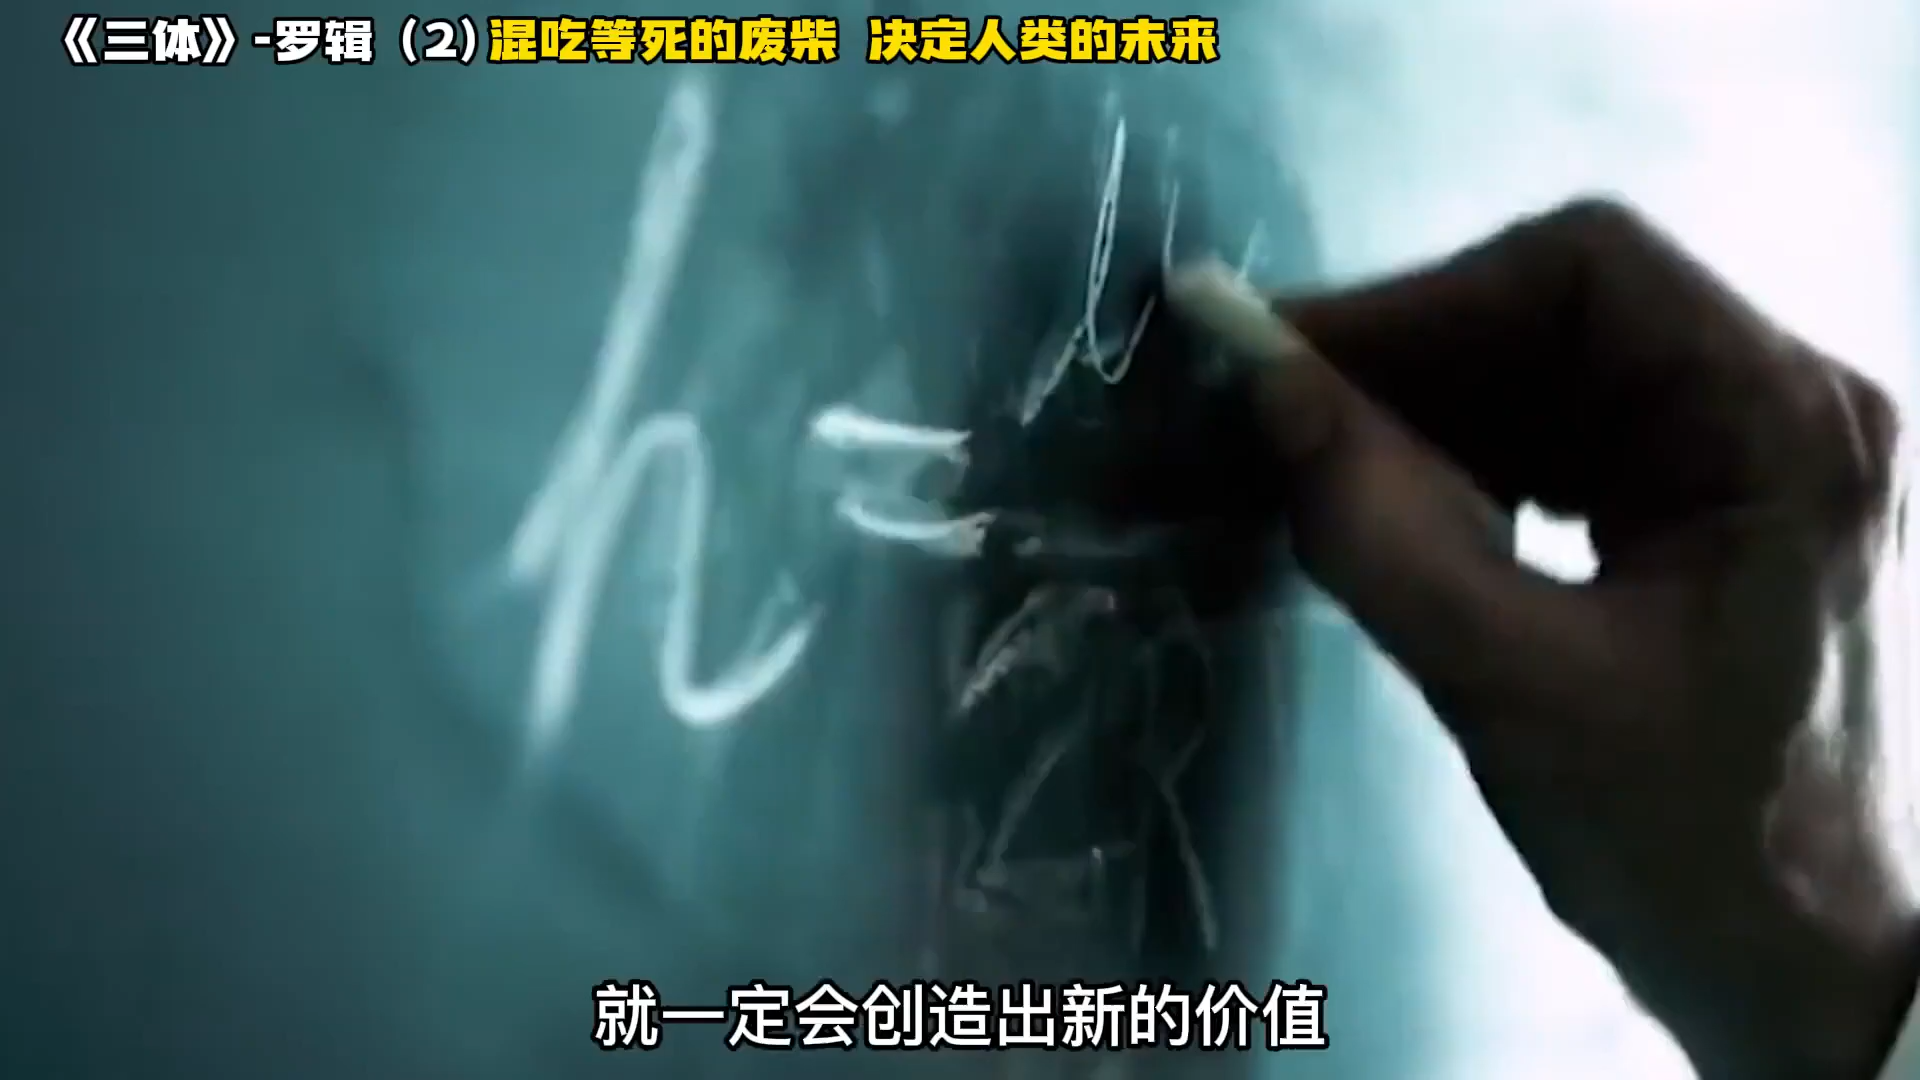 《三体》-罗辑（2）混吃等死的废柴 决定人类的未来
h=
就一定会创造出新的价值